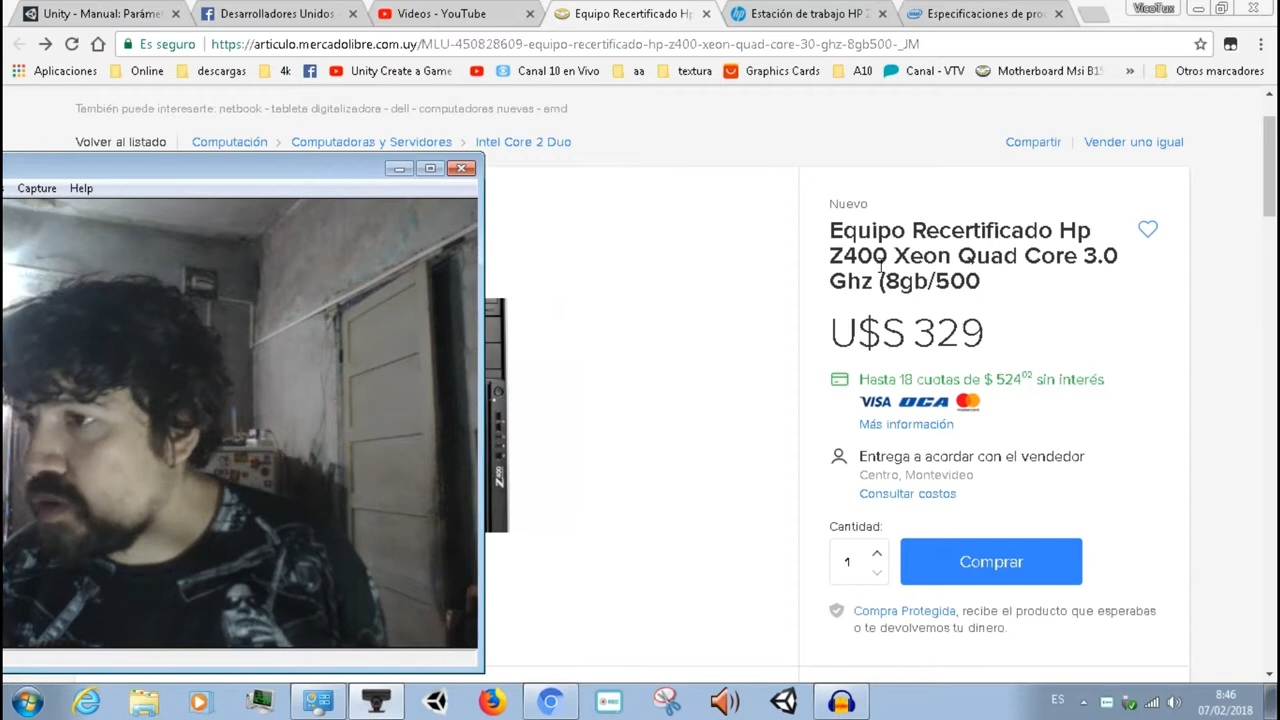 Unity - Manual: Paráme
Desarrolladores Unidos
Videos - YouTube
Equipo Recertificado Hp
Estación de trabajo HP Z
Especificaciones de pro
VicoTux
Es seguro
https://articulo.mercadolibre.com.uy/MLU-450828609-equipo-recertificado-hp-z400-xeon-quad-core-30-ghz-8gb500-_JM
Aplicaciones
Online
descargas
4k
Unity Create a Game
Canal 10 en Vivo
aa
textura
Graphics Cards
A10
Canal - VTV
Motherboard Msi B15
»
Otros marcadores
También puede interesarte: netbook - tableta digitalizadora - dell - computadoras nuevas - amd
Volver al listado
Computación > Computadoras y Servidores > Intel Core 2 Duo
Compartir
Vender uno igual
Capture Help
Nuevo
Equipo Recertificado Hp
Z400 Xeon Quad Core 3.0
Ghz (8gb/500
U$S 329
Hasta 18 cuotas de $ 524⁰² sin interés
VISA OCA MasterCard
Más información
Entrega a acordar con el vendedor
Centro, Montevideo
Consultar costos
Cantidad:
1
Comprar
Compra Protegida, recibe el producto que esperabas
o te devolvemos tu dinero.
Z400
ES
8:46
07/02/2018